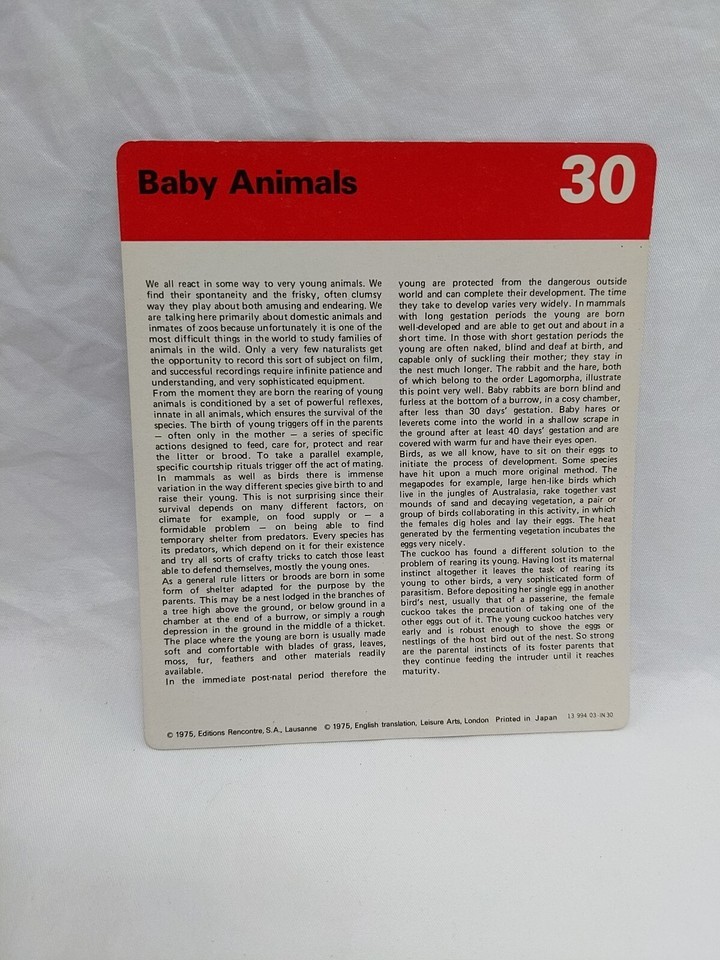 Baby Animals
30
We all react in some way to very young animals. We
find their spontaneity and the frisky, often clumsy
way they play about both amusing and endearing. We
are talking here primarily about domestic animals and
inmates of zoos because unfortunately it is one of the
most difficult things in the world to study families of
animals in the wild. Only a very few naturalists get
the opportunity to record this sort of subject on film,
and successful recordings require infinite patience and
understanding, and very sophisticated equipment.
From the moment they are born the rearing of young
animals is conditioned by a set of powerful reflexes,
innate in all animals, which ensures the survival of the
species. The birth of young triggers off in the parents
— often only in the mother — a series of specific
actions designed to feed, care for, protect and rear
the litter or brood. To take a parallel example,
specific courtship rituals trigger off the act of mating.
In mammals as well as birds there is immense
variation in the way different species give birth to and
raise their young. This is not surprising since their
survival depends on many different factors, on
climate for example, on food supply or — a
formidable problem — on being able to find
temporary shelter from predators. Every species has
its predators, which depend on it for their existence
and try all sorts of crafty tricks to catch those least
able to defend themselves, mostly the young ones.
As a general rule litters or broods are born in some
form of shelter adapted for the purpose by the
parents. This may be a nest lodged in the branches of
a tree high above the ground, or below ground in a
chamber at the end of a burrow, or simply a rough
depression in the ground in the middle of a thicket.
The place where the young are born is usually made
soft and comfortable with blades of grass, leaves,
moss, fur, feathers and other materials readily
available.
In the immediate post-natal period therefore the
young are protected from the dangerous outside
world and can complete their development. The time
they take to develop varies very widely. In mammals
with long gestation periods the young are born
well-developed and are able to get out and about in a
short time. In those with short gestation periods the
young are often naked, blind and deaf at birth, and
capable only of suckling their mother; they stay in
the nest much longer. The rabbit and the hare, both
of which belong to the order Lagomorpha, illustrate
this point very well. Baby rabbits are born blind and
furless at the bottom of a burrow, in a cosy chamber,
after less than 30 days' gestation. Baby hares or
leverets come into the world in a shallow scrape in
the ground after at least 40 days' gestation and are
covered with warm fur and have their eyes open.
Birds, as we all know, have to sit on their eggs to
initiate the process of development. Some species
have hit upon a much more original method. The
megapodes for example, large hen-like birds which
live in the jungles of Australasia, rake together vast
mounds of sand and decaying vegetation, a pair or
group of birds collaborating in this activity, in which
the females dig holes and lay their eggs. The heat
generated by the fermenting vegetation incubates the
eggs very nicely.
The cuckoo has found a different solution to the
problem of rearing its young. Having lost its maternal
instinct altogether it leaves the task of rearing its
young to other birds, a very sophisticated form of
parasitism. Before depositing her single egg in another
bird's nest, usually that of a passerine, the female
cuckoo takes the precaution of taking one of the
other eggs out of it. The young cuckoo hatches very
early and is robust enough to shove the eggs or
nestlings of the host bird out of the nest. So strong
are the parental instincts of its foster parents that
they continue feeding the intruder until it reaches
maturity.
© 1975, Editions Rencontre, S.A., Lausanne © 1975, English translation, Leisure Arts, London Printed in Japan 13 994 03-IN30